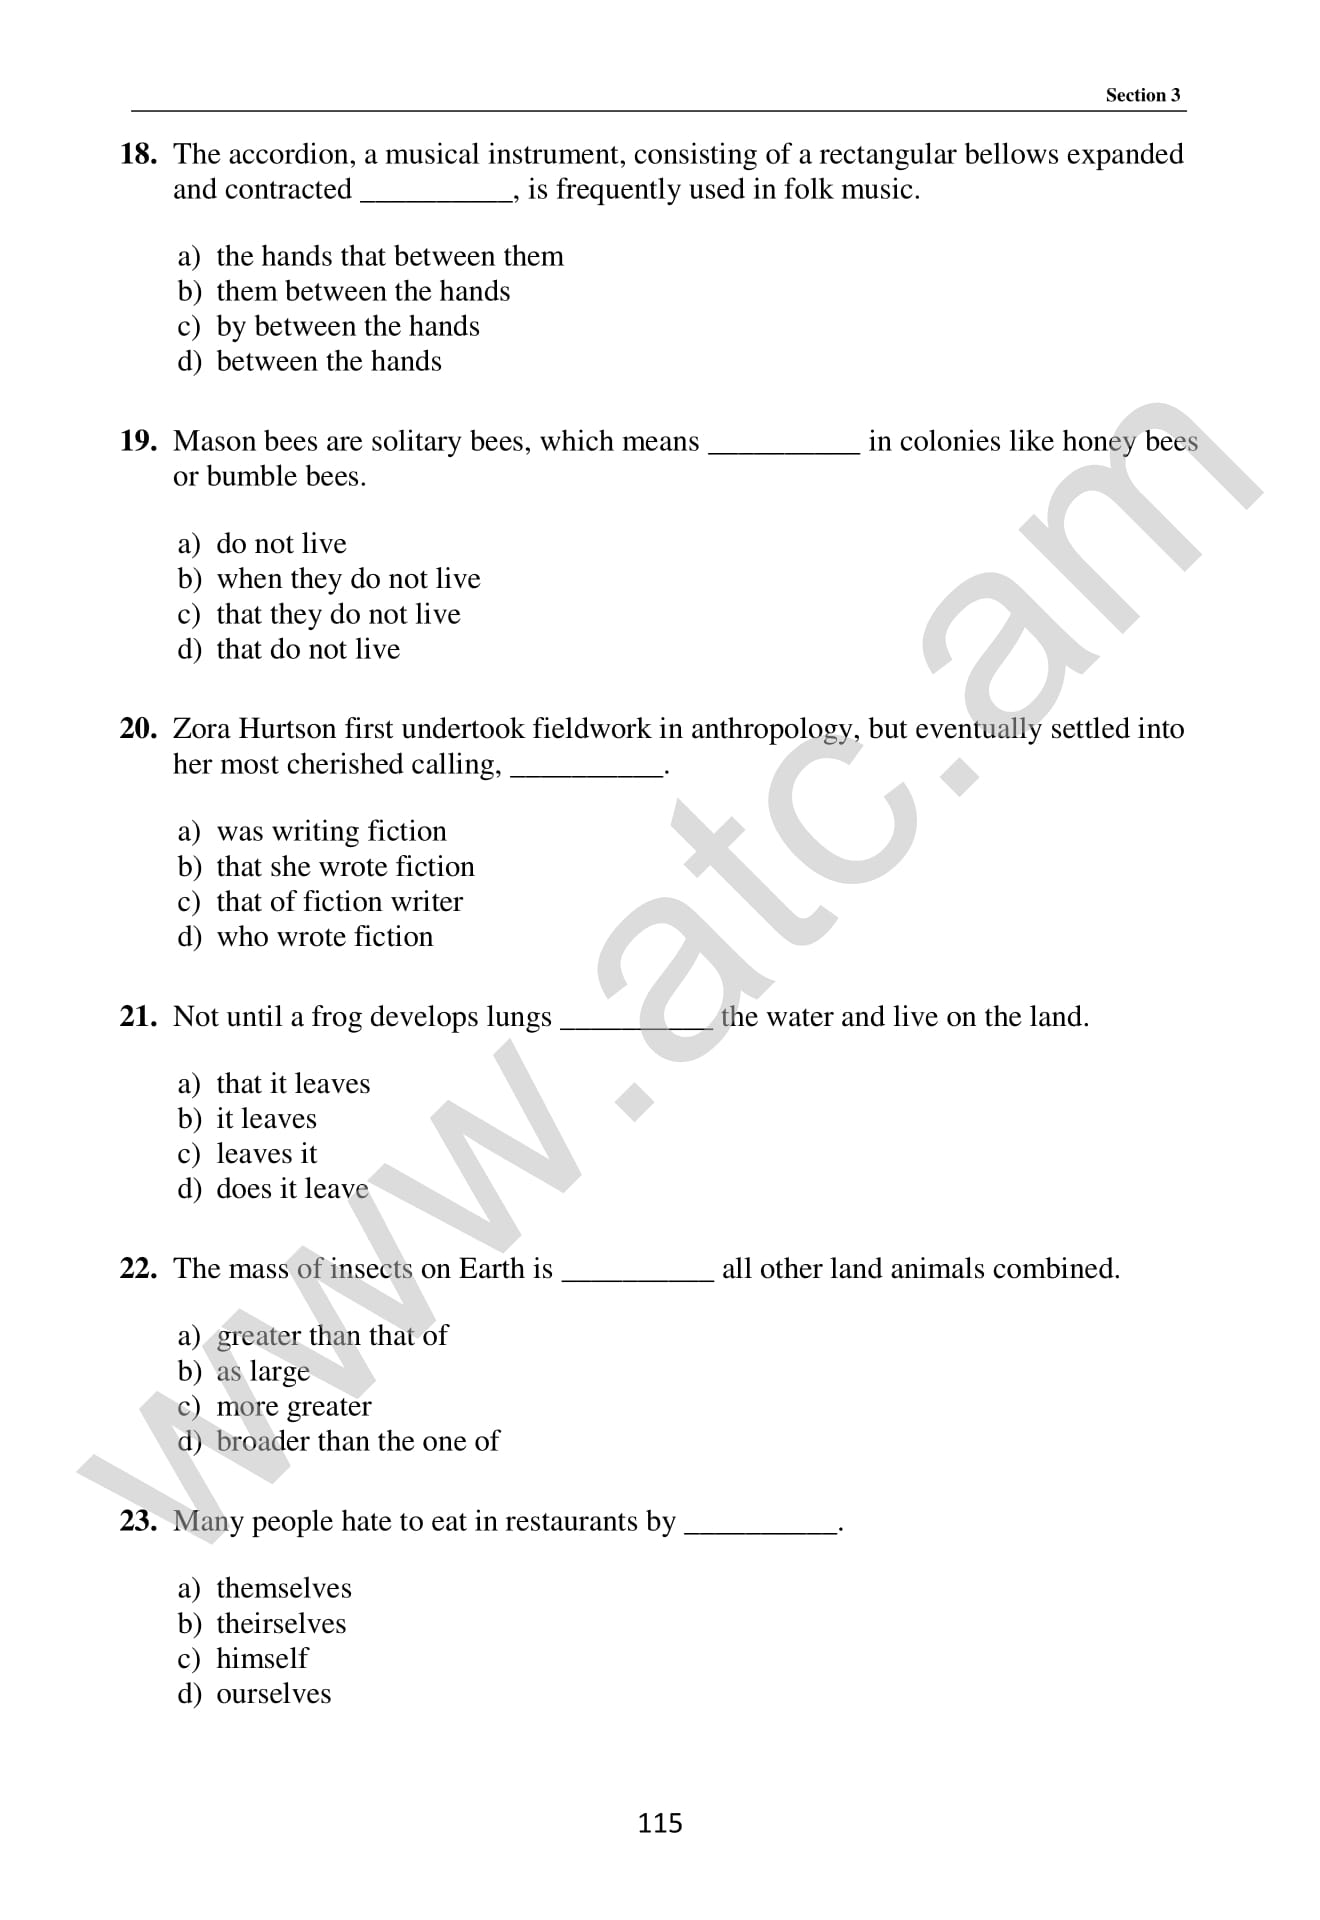 Section 3
18. The accordion, a musical instrument, consisting of a rectangular bellows expanded
and contracted __________, is frequently used in folk music.
a) the hands that between them
b) them between the hands
c) by between the hands
d) between the hands
19. Mason bees are solitary bees, which means __________ in colonies like honey bees
or bumble bees.
a) do not live
b) when they do not live
c) that they do not live
d) that do not live
20. Zora Hurtson first undertook fieldwork in anthropology, but eventually settled into
her most cherished calling, __________.
a) was writing fiction
b) that she wrote fiction
c) that of fiction writer
d) who wrote fiction
21. Not until a frog develops lungs __________ the water and live on the land.
a) that it leaves
b) it leaves
c) leaves it
d) does it leave
22. The mass of insects on Earth is __________ all other land animals combined.
a) greater than that of
b) as large
c) more greater
d) broader than the one of
23. Many people hate to eat in restaurants by __________.
a) themselves
b) theirselves
c) himself
d) ourselves
115
www.atc.am